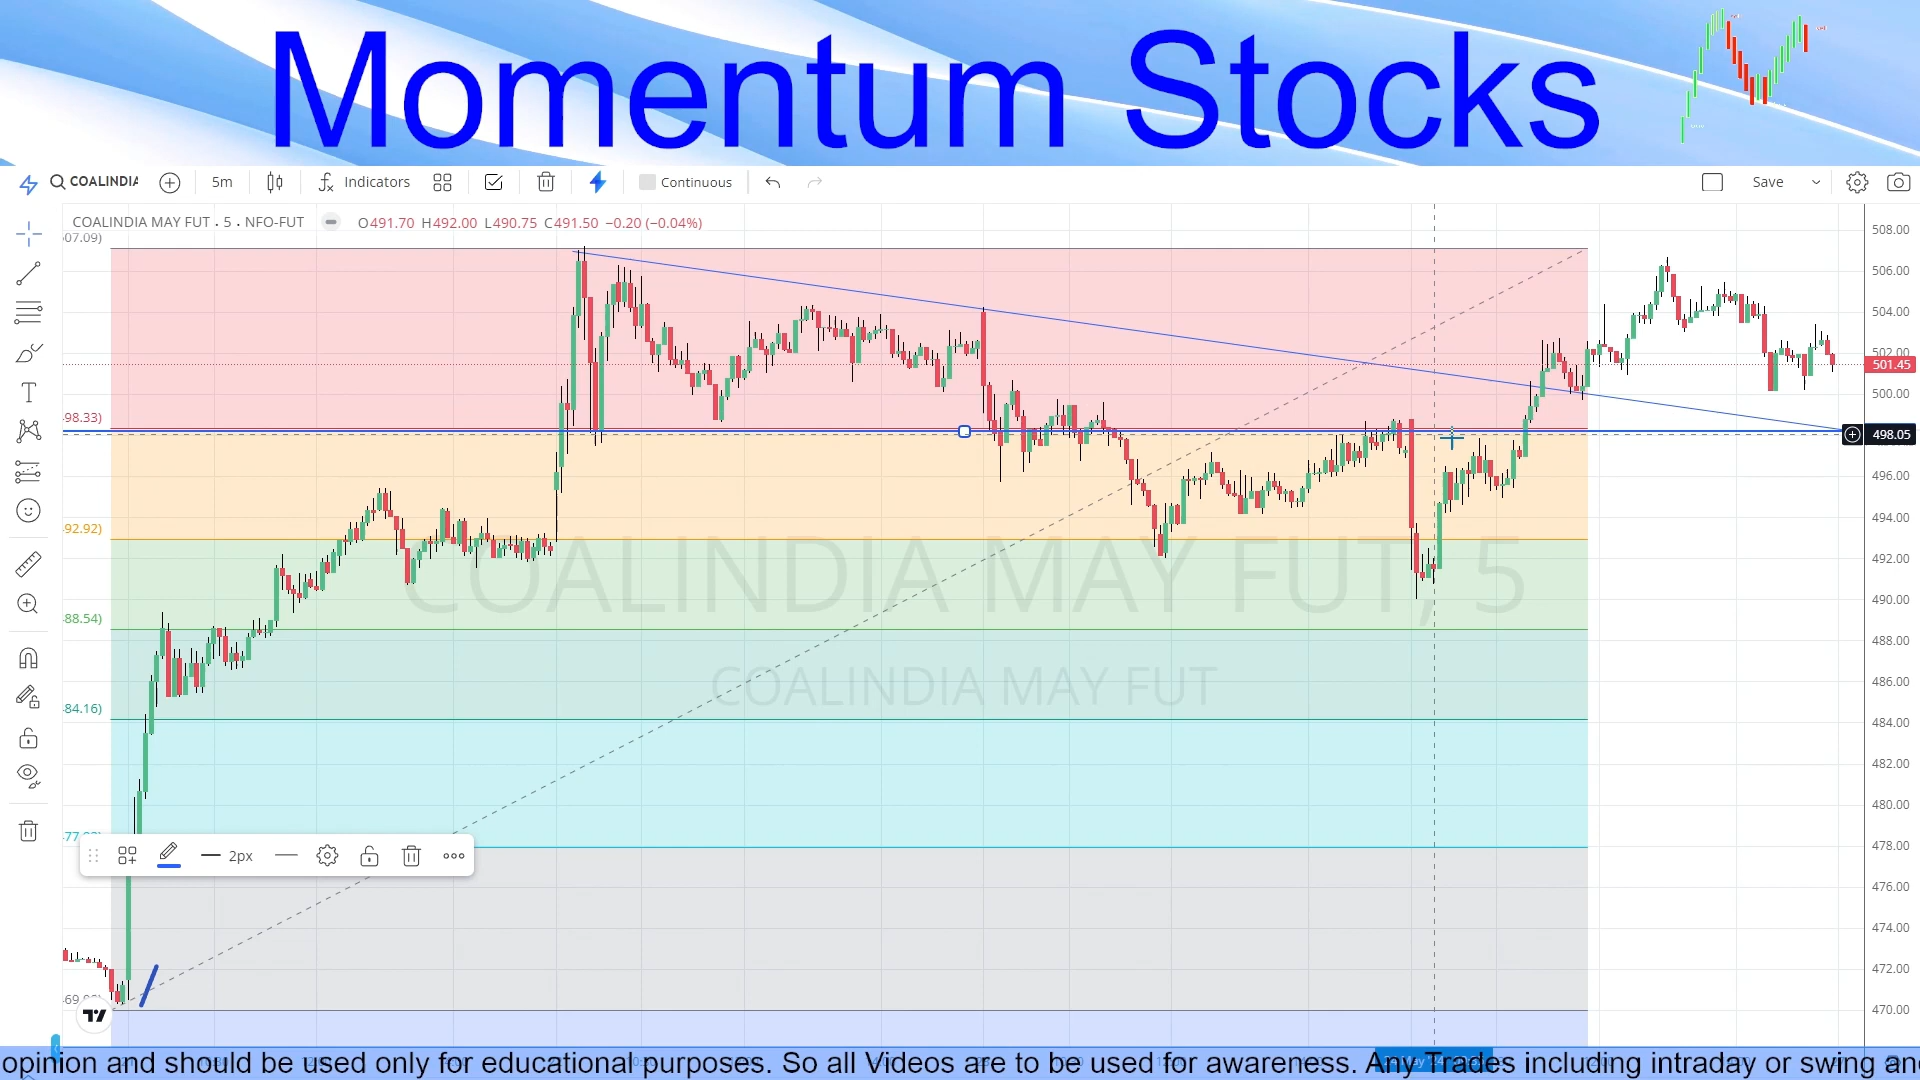 Momentum Stocks
COALINDIA
5m
Indicators
Continuous
Save
COALINDIA MAY FUT . 5 . NFO-FUT
O491.70 H492.00 L490.75 C491.50 −0.20 (−0.04%)
508.00
506.00
504.00
502.00
501.45
500.00
498.05
496.00
494.00
492.00
490.00
488.00
486.00
484.00
482.00
480.00
478.00
476.00
474.00
472.00
470.00
07.09)
98.33)
92.92)
88.54)
84.16)
COALINDIA MAY FUT, 5
COALINDIA MAY FUT
2px
opinion and should be used only for educational purposes. So all Videos are to be used for awareness. Any Trades including intraday or swing and